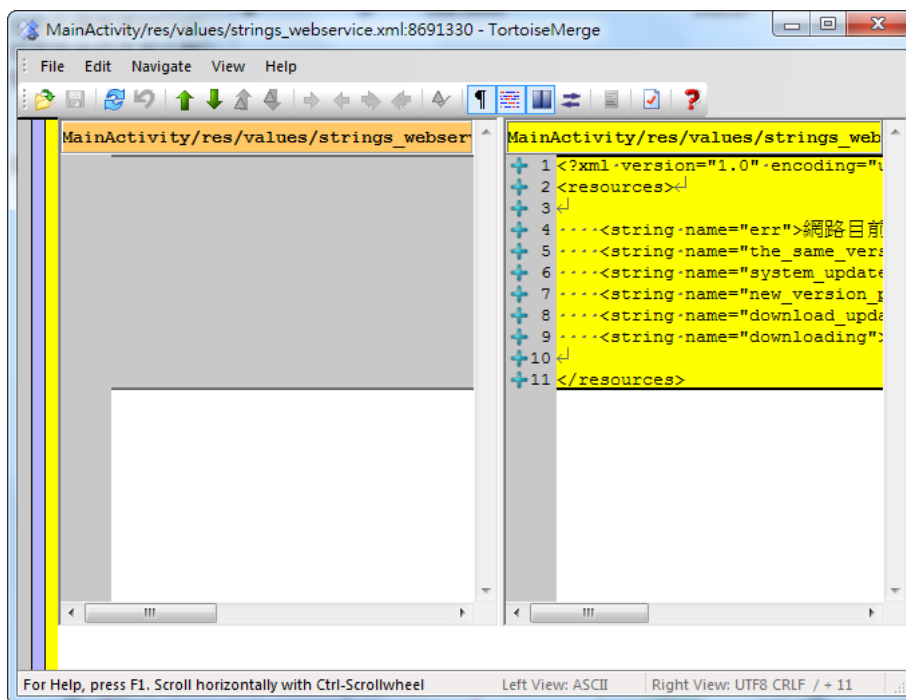 MainActivity/res/values/strings_webservice.xml:8691330 - TortoiseMerge
File Edit Navigate View Help
MainActivity/res/values/strings_webser
MainActivity/res/values/strings_web
1 <?xml·version="1.0"·encoding="u
2 <resources>↵
3 ↵
4 ····<string·name="err">網路目前
5 ····<string·name="the_same_vers
6 ····<string·name="system_update
7 ····<string·name="new_version_p
8 ····<string·name="download_upda
9 ····<string·name="downloading">
10 ↵
11 </resources>
For Help, press F1. Scroll horizontally with Ctrl-Scrollwheel Left View: ASCII Right View: UTF8 CRLF / + 11